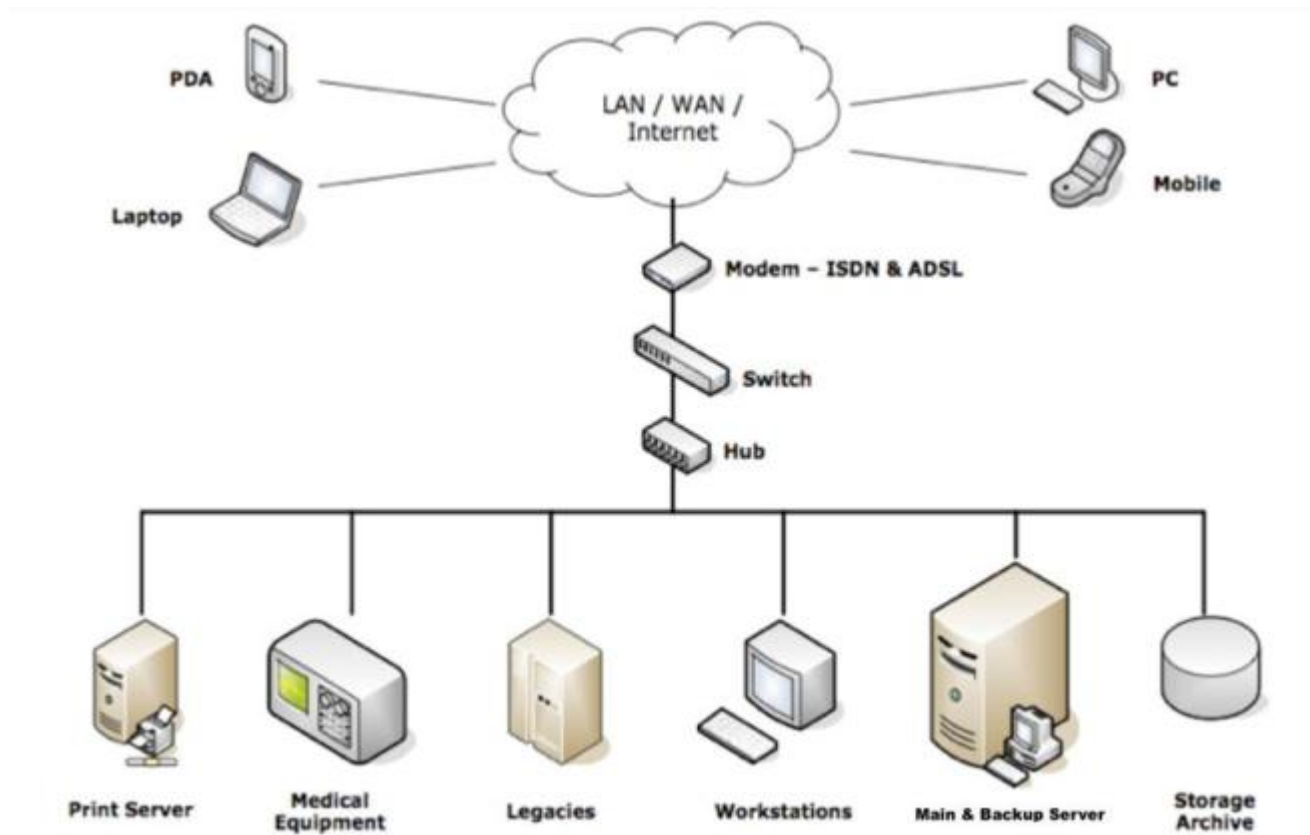 PDA
LAN / WAN /
Internet
PC
Laptop
Mobile
Modem – ISDN & ADSL
Switch
Hub
Print Server
Medical
Equipment
Legacies
Workstations
Main & Backup Server
Storage
Archive